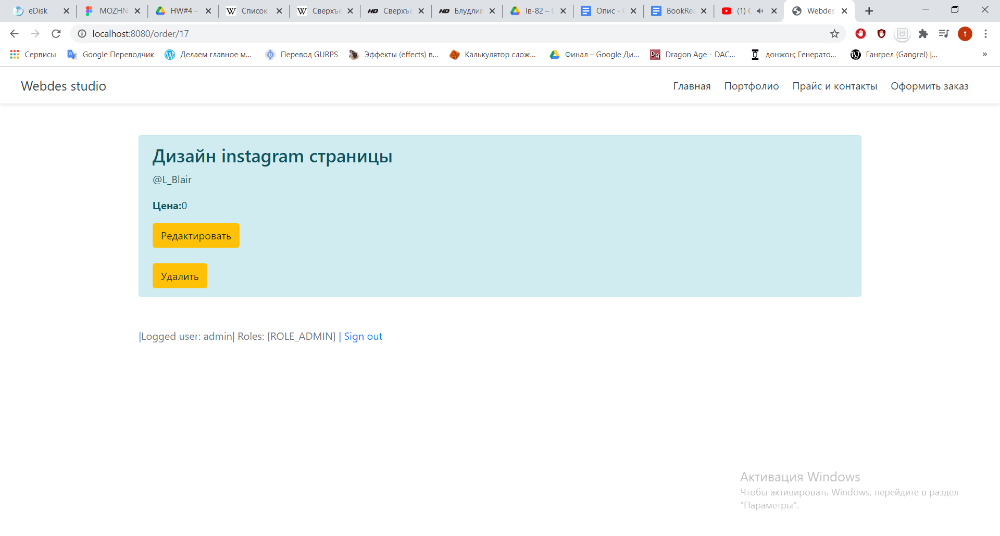 eDisk
MOZHN
HW#4 –
Список
Сверхъе
Сверхъе
Блудлив
Ів-82 – G
Опис - G
BookRea
(1) C
Webdes
localhost:8080/order/17
t
Сервисы
Google Переводчик
Делаем главное м...
Перевод GURPS
Эффекты (effects) в...
Калькулятор слож...
Финал – Google Ди...
Dragon Age - DAC...
донжон; Генерато...
Гангрел (Gangrel) |...
»
Webdes studio
Главная
Портфолио
Прайс и контакты
Оформить заказ
Дизайн instagram страницы
@L_Blair
Цена:0
Редактировать
Удалить
|Logged user: admin| Roles: [ROLE_ADMIN] | Sign out
Активация Windows
Чтобы активировать Windows, перейдите в раздел
"Параметры".